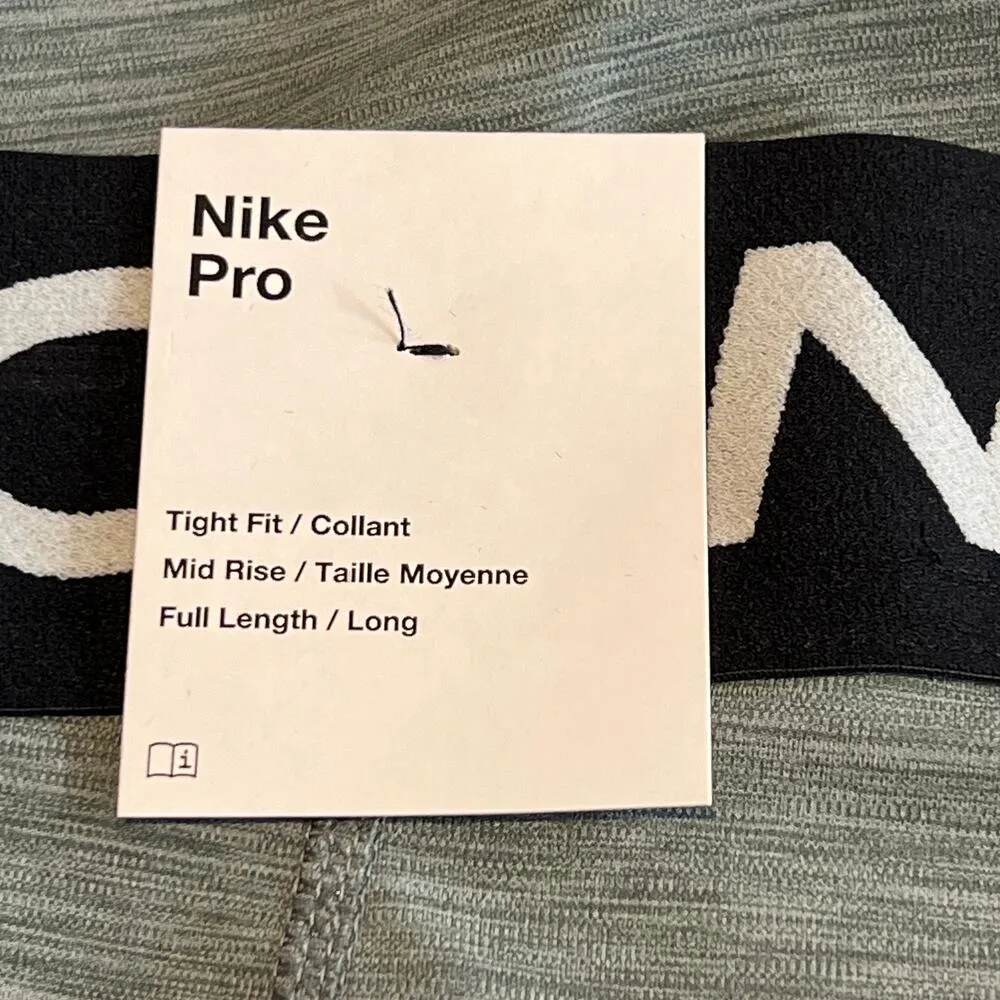 Nike
Pro
Tight Fit / Collant
Mid Rise / Taille Moyenne
Full Length / Long
i